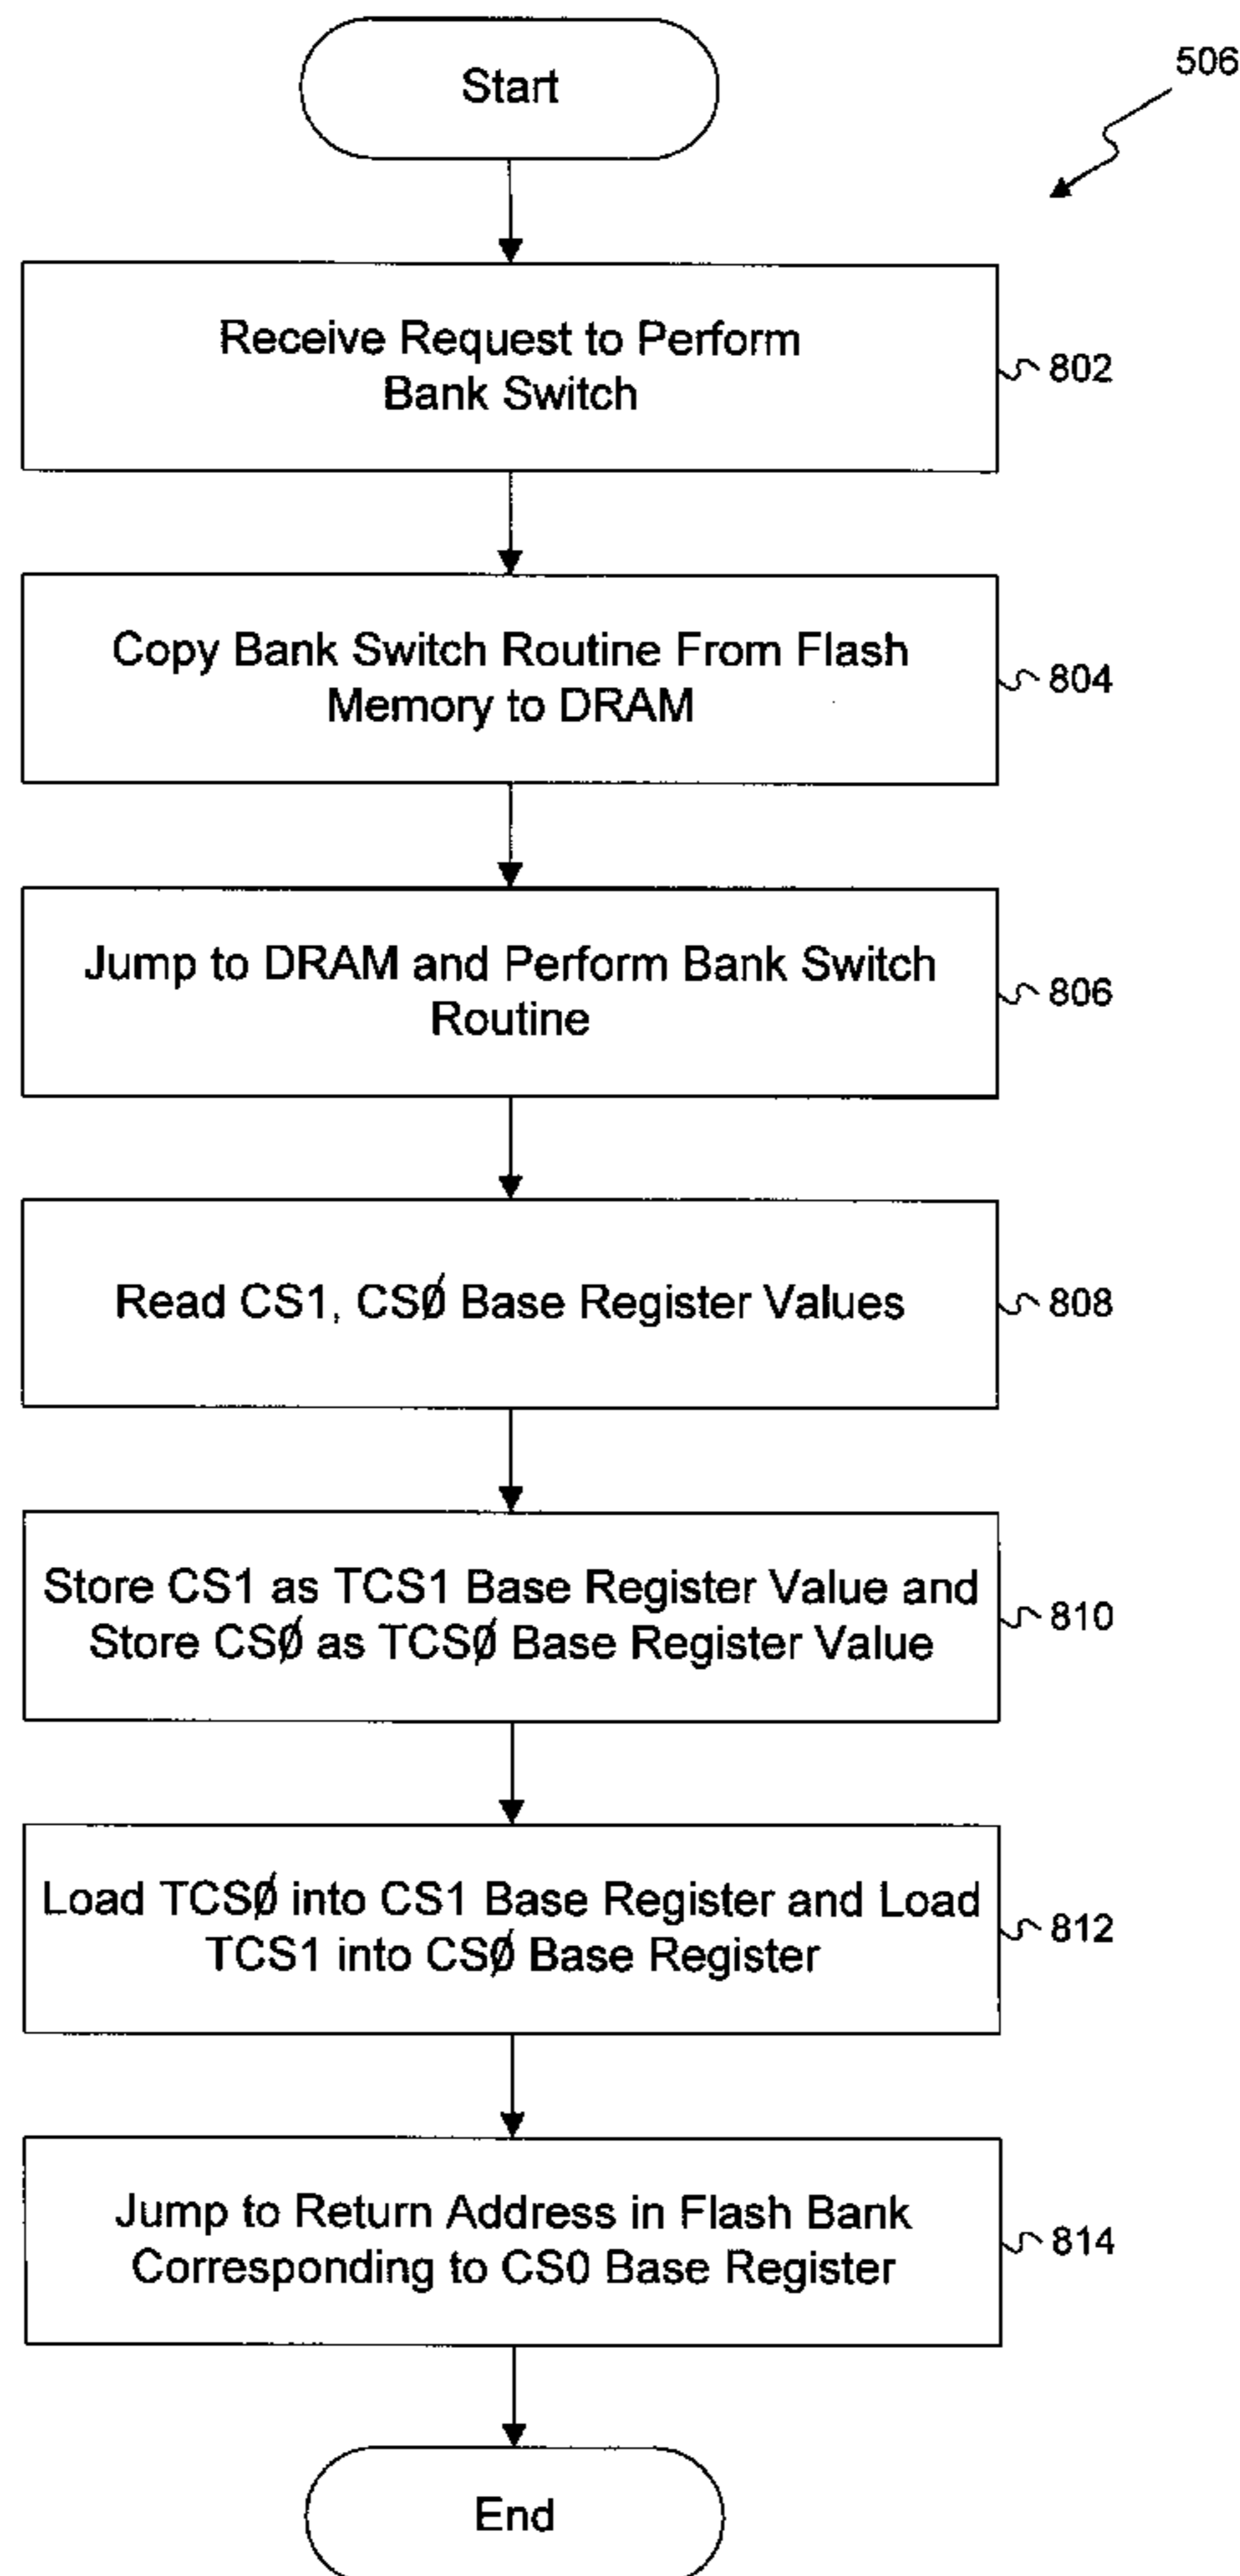 506
Start
Receive Request to Perform
Bank Switch
802
Copy Bank Switch Routine From Flash
Memory to DRAM
804
Jump to DRAM and Perform Bank Switch
Routine
806
Read CS1, CSØ Base Register Values
808
Store CS1 as TCS1 Base Register Value and
Store CSØ as TCSØ Base Register Value
810
Load TCSØ into CS1 Base Register and Load
TCS1 into CSØ Base Register
812
Jump to Return Address in Flash Bank
Corresponding to CS0 Base Register
814
End